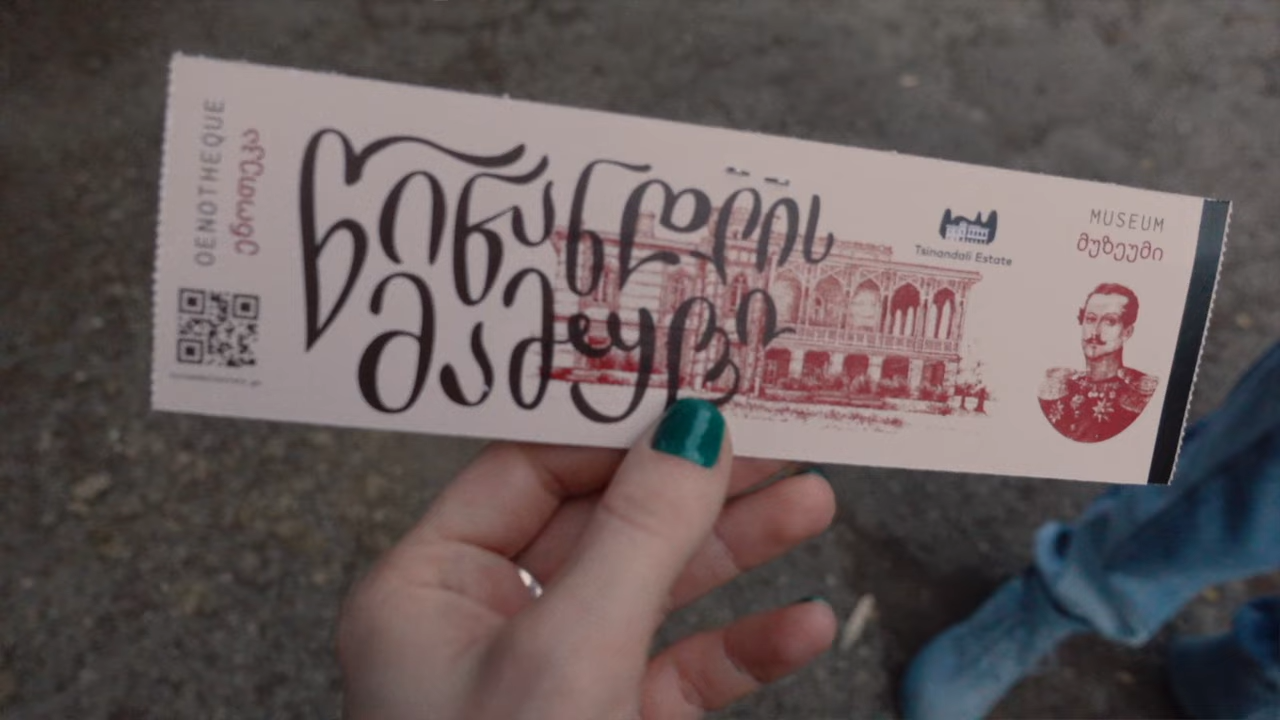 OENOTHEQUE
ენოთეკა
წინანდლის
მამული
Tsinandali Estate
MUSEUM
მუზეუმი